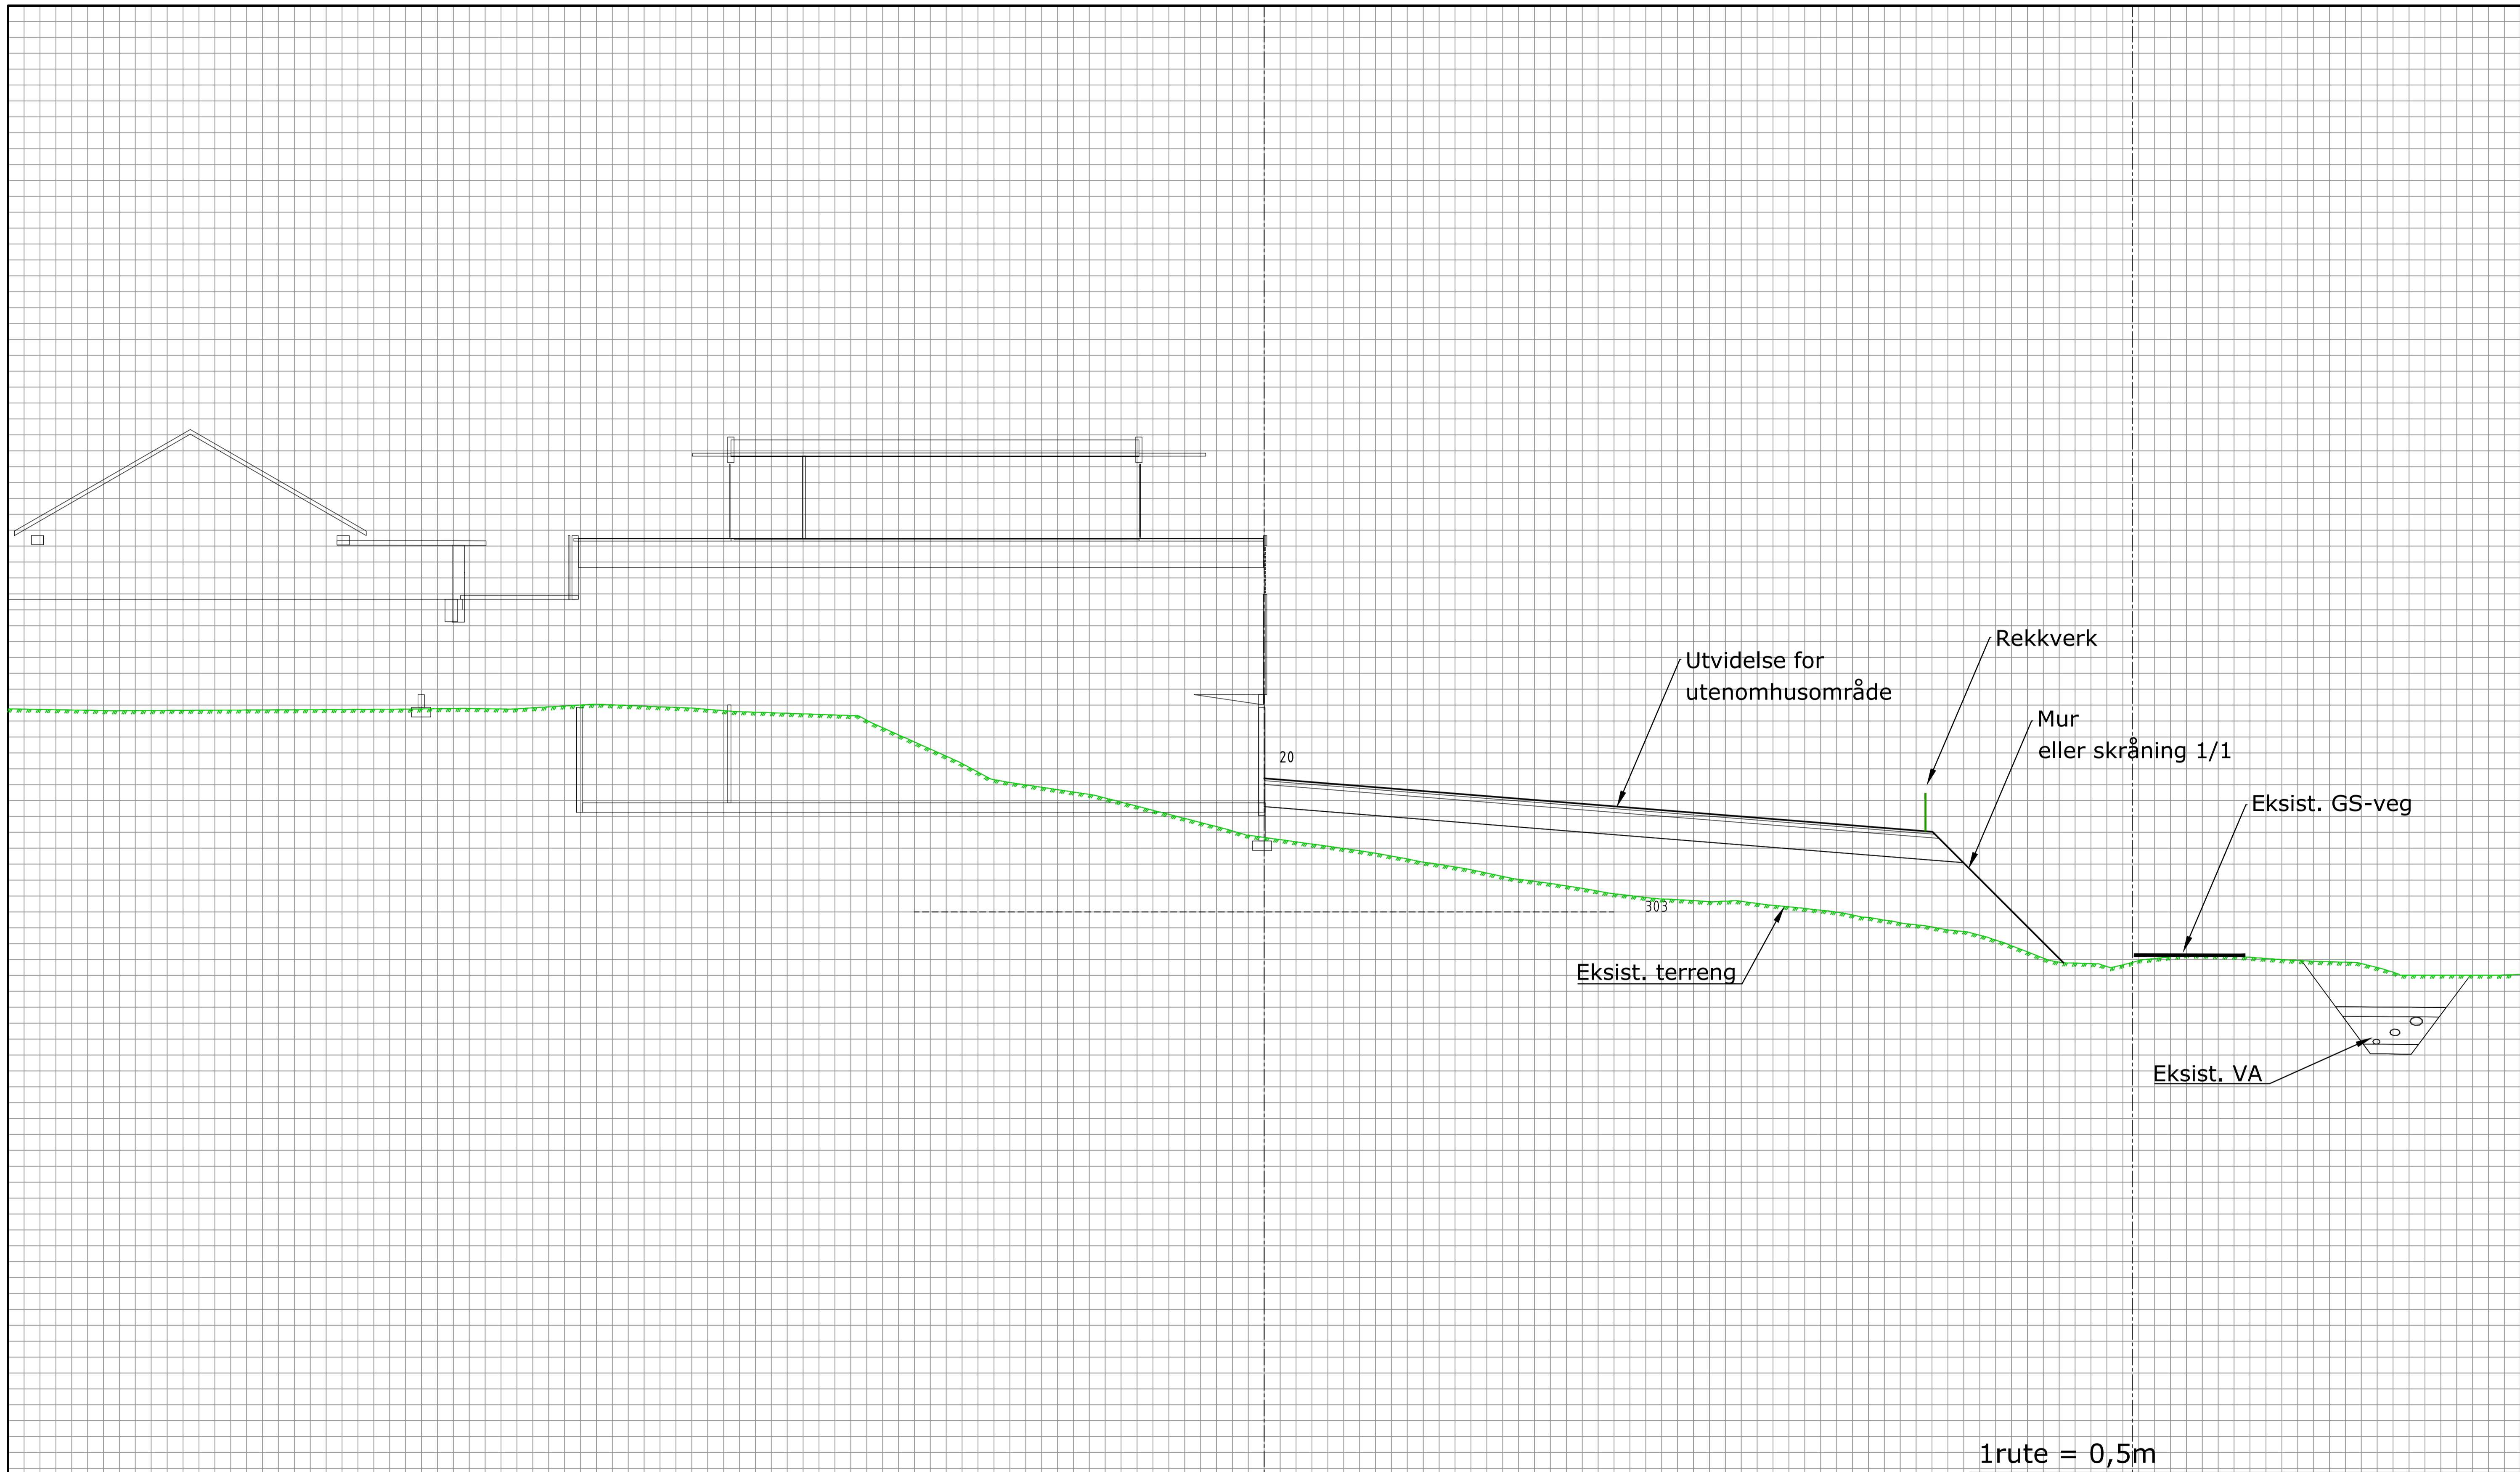 Rekkverk
Utvidelse for
utenomhusområde
Mur
eller skråning 1/1
20
Eksist. GS-veg
303
Eksist. terreng
Eksist. VA
1rute = 0,5m